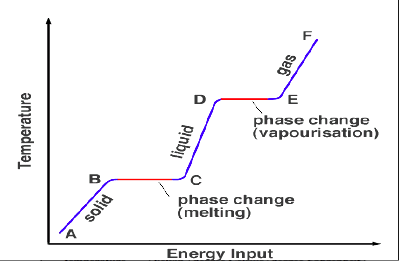 F
gas
D
E
phase change
(vapourisation)
Temperature
liquid
B
C
phase change
(melting)
solid
A
Energy Input